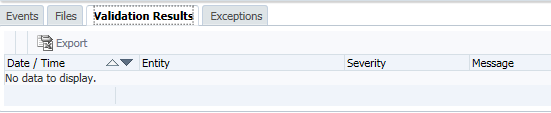 Events Files Validation Results Exceptions
Export
Date / Time Entity Severity Message
No data to display.